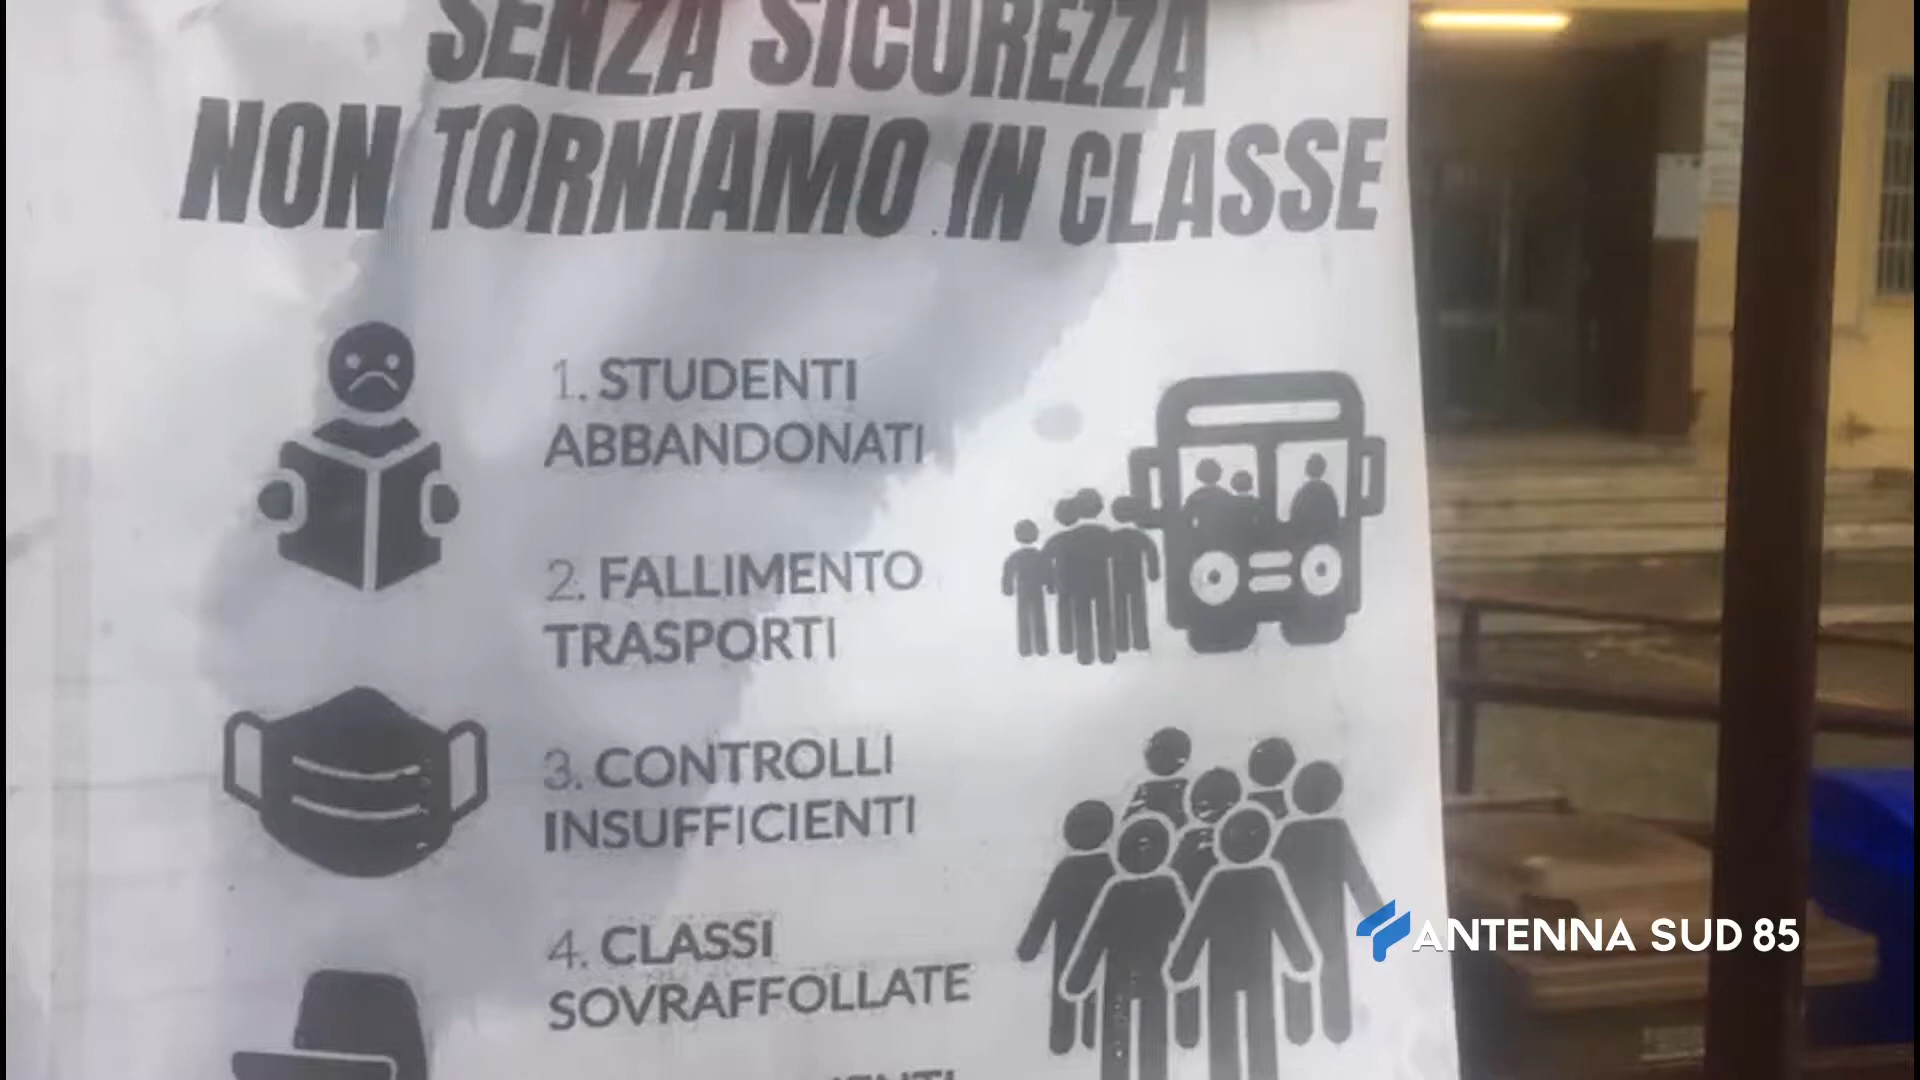 SENZA SICUREZZA
NON TORNIAMO IN CLASSE
1. STUDENTI
ABBANDONATI
2. FALLIMENTO
TRASPORTI
3. CONTROLLI
INSUFFICIENTI
4. CLASSI
SOVRAFFOLLATE
ANTENNA SUD 85